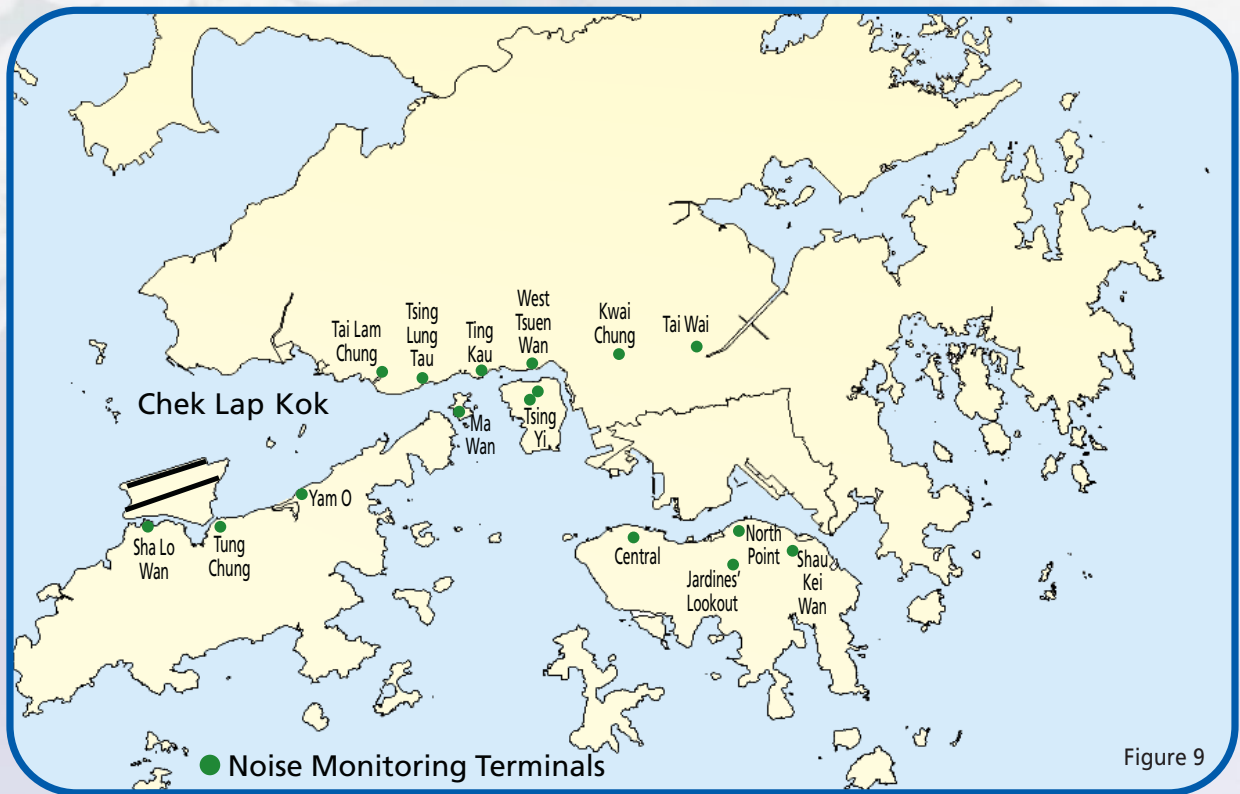 Tai Lam
Chung
Tsing
Lung
Tau
Ting
Kau
West
Tsuen
Wan
Kwai
Chung
Tai Wai
Chek Lap Kok
Ma
Wan
Tsing
Yi
Yam O
Sha Lo
Wan
Tung
Chung
Central
North
Point
Jardines'
Lookout
Shau
Kei
Wan
Noise Monitoring Terminals
Figure 9